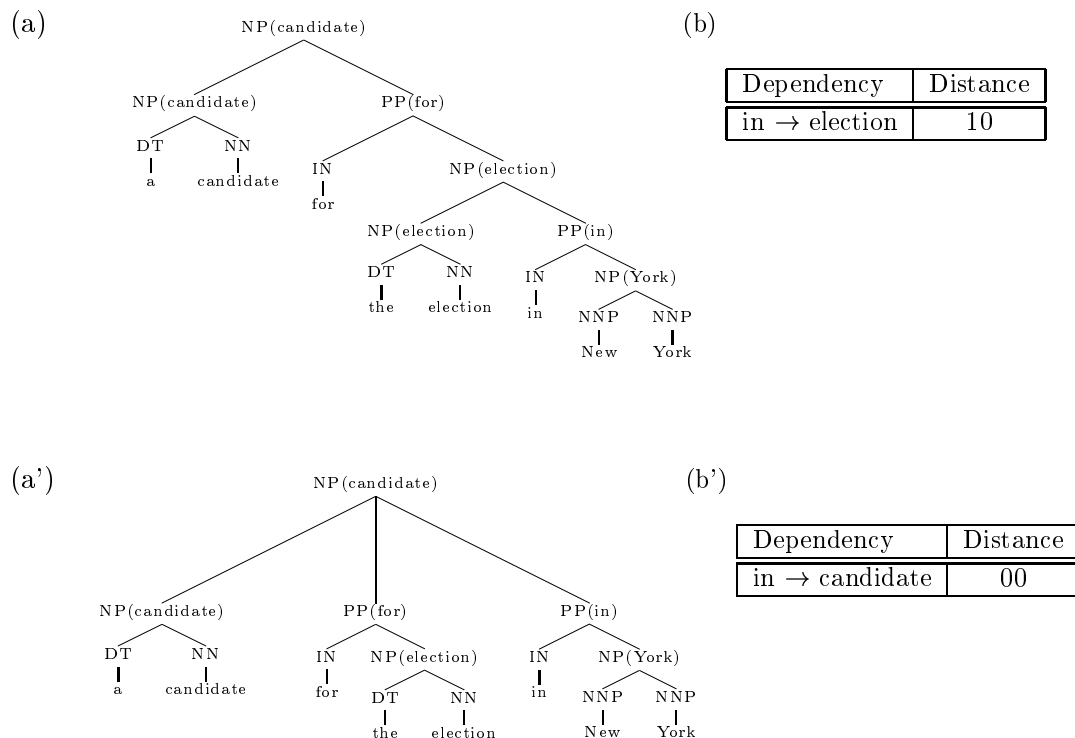 (a)
NP(candidate)
(b)
Dependency Distance
in → election 10
NP(candidate) PP(for)
DT NN IN NP(election)
a candidate for
NP(election) PP(in)
DT NN IN NP(York)
the election in NNP NNP
New York
(a')
NP(candidate)
(b')
Dependency Distance
in → candidate 00
NP(candidate) PP(for) PP(in)
DT NN IN NP(election) IN NP(York)
a candidate for DT NN in NNP NNP
the election New York